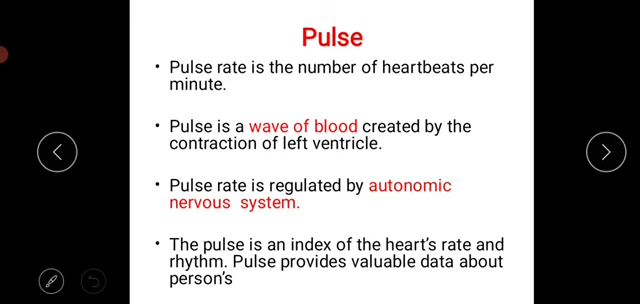 Pulse
• Pulse rate is the number of heartbeats per
minute.
• Pulse is a wave of blood created by the
contraction of left ventricle.
• Pulse rate is regulated by autonomic
nervous  system.
• The pulse is an index of the heart's rate and
rhythm. Pulse provides valuable data about
person's